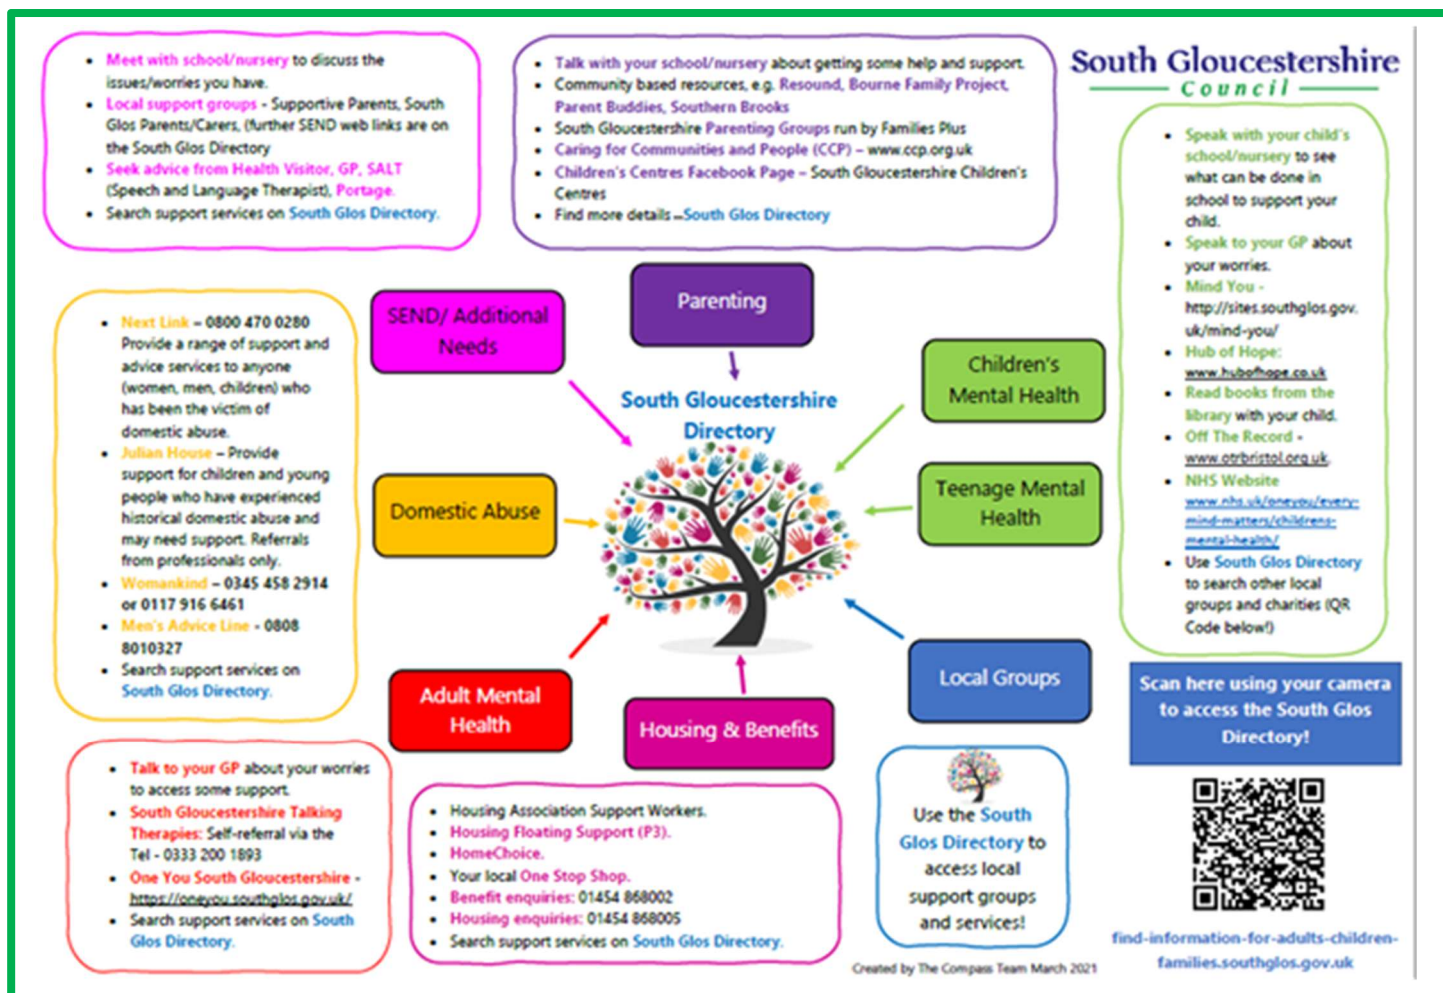 • Meet with school/nursery to discuss the
issues/worries you have.
• Local support groups - Supportive Parents, South
Glos Parents/Carers, (further SEND web links are on
the South Glos Directory
• Seek advice from Health Visitor, GP, SALT
(Speech and Language Therapist), Portage.
• Search support services on South Glos Directory.
• Talk with your school/nursery about getting some help and support.
• Community based resources, e.g. Resound, Bourne Family Project,
Parent Buddies, Southern Brooks
• South Gloucestershire Parenting Groups run by Families Plus
• Caring for Communities and People (CCP) – www.ccp.org.uk
• Children's Centres Facebook Page – South Gloucestershire Children's
Centres
• Find more details – South Glos Directory
South Gloucestershire
Council
• Speak with your child's
school/nursery to see
what can be done in
school to support your
child.
• Speak to your GP about
your worries.
• Mind You -
http://sites.southglos.gov.
uk/mind-you/
• Hub of Hope:
www.hubofhope.co.uk
• Read books from the
library with your child.
• Off The Record -
www.otrbristol.org.uk.
• NHS Website
www.nhs.uk/oneyou/every-
mind-matters/childrens-
mental-health/
• Use South Glos Directory
to search other local
groups and charities (QR
Code below!)
SEND/ Additional
Needs
Parenting
Children's
Mental Health
Teenage Mental
Health
South Gloucestershire
Directory
Domestic Abuse
Adult Mental
Health
Housing & Benefits
Local Groups
• Next Link – 0800 470 0280
Provide a range of support and
advice services to anyone
(women, men, children) who
has been the victim of
domestic abuse.
• Julian House – Provide
support for children and young
people who have experienced
historical domestic abuse and
may need support. Referrals
from professionals only.
• Womankind – 0345 458 2914
or 0117 916 6461
• Men's Advice Line - 0808
8010327
• Search support services on
South Glos Directory.
• Talk to your GP about your worries
to access some support.
• South Gloucestershire Talking
Therapies: Self-referral via the
Tel - 0333 200 1893
• One You South Gloucestershire -
https://oneyou.southglos.gov.uk/
• Search support services on South
Glos Directory.
• Housing Association Support Workers.
• Housing Floating Support (P3).
• HomeChoice.
• Your local One Stop Shop.
• Benefit enquiries: 01454 868002
• Housing enquiries: 01454 868005
• Search support services on South Glos Directory.
Use the South
Glos Directory to
access local
support groups
and services!
Scan here using your camera
to access the South Glos
Directory!
find-information-for-adults-children-
families.southglos.gov.uk
Created by The Compass Team March 2021